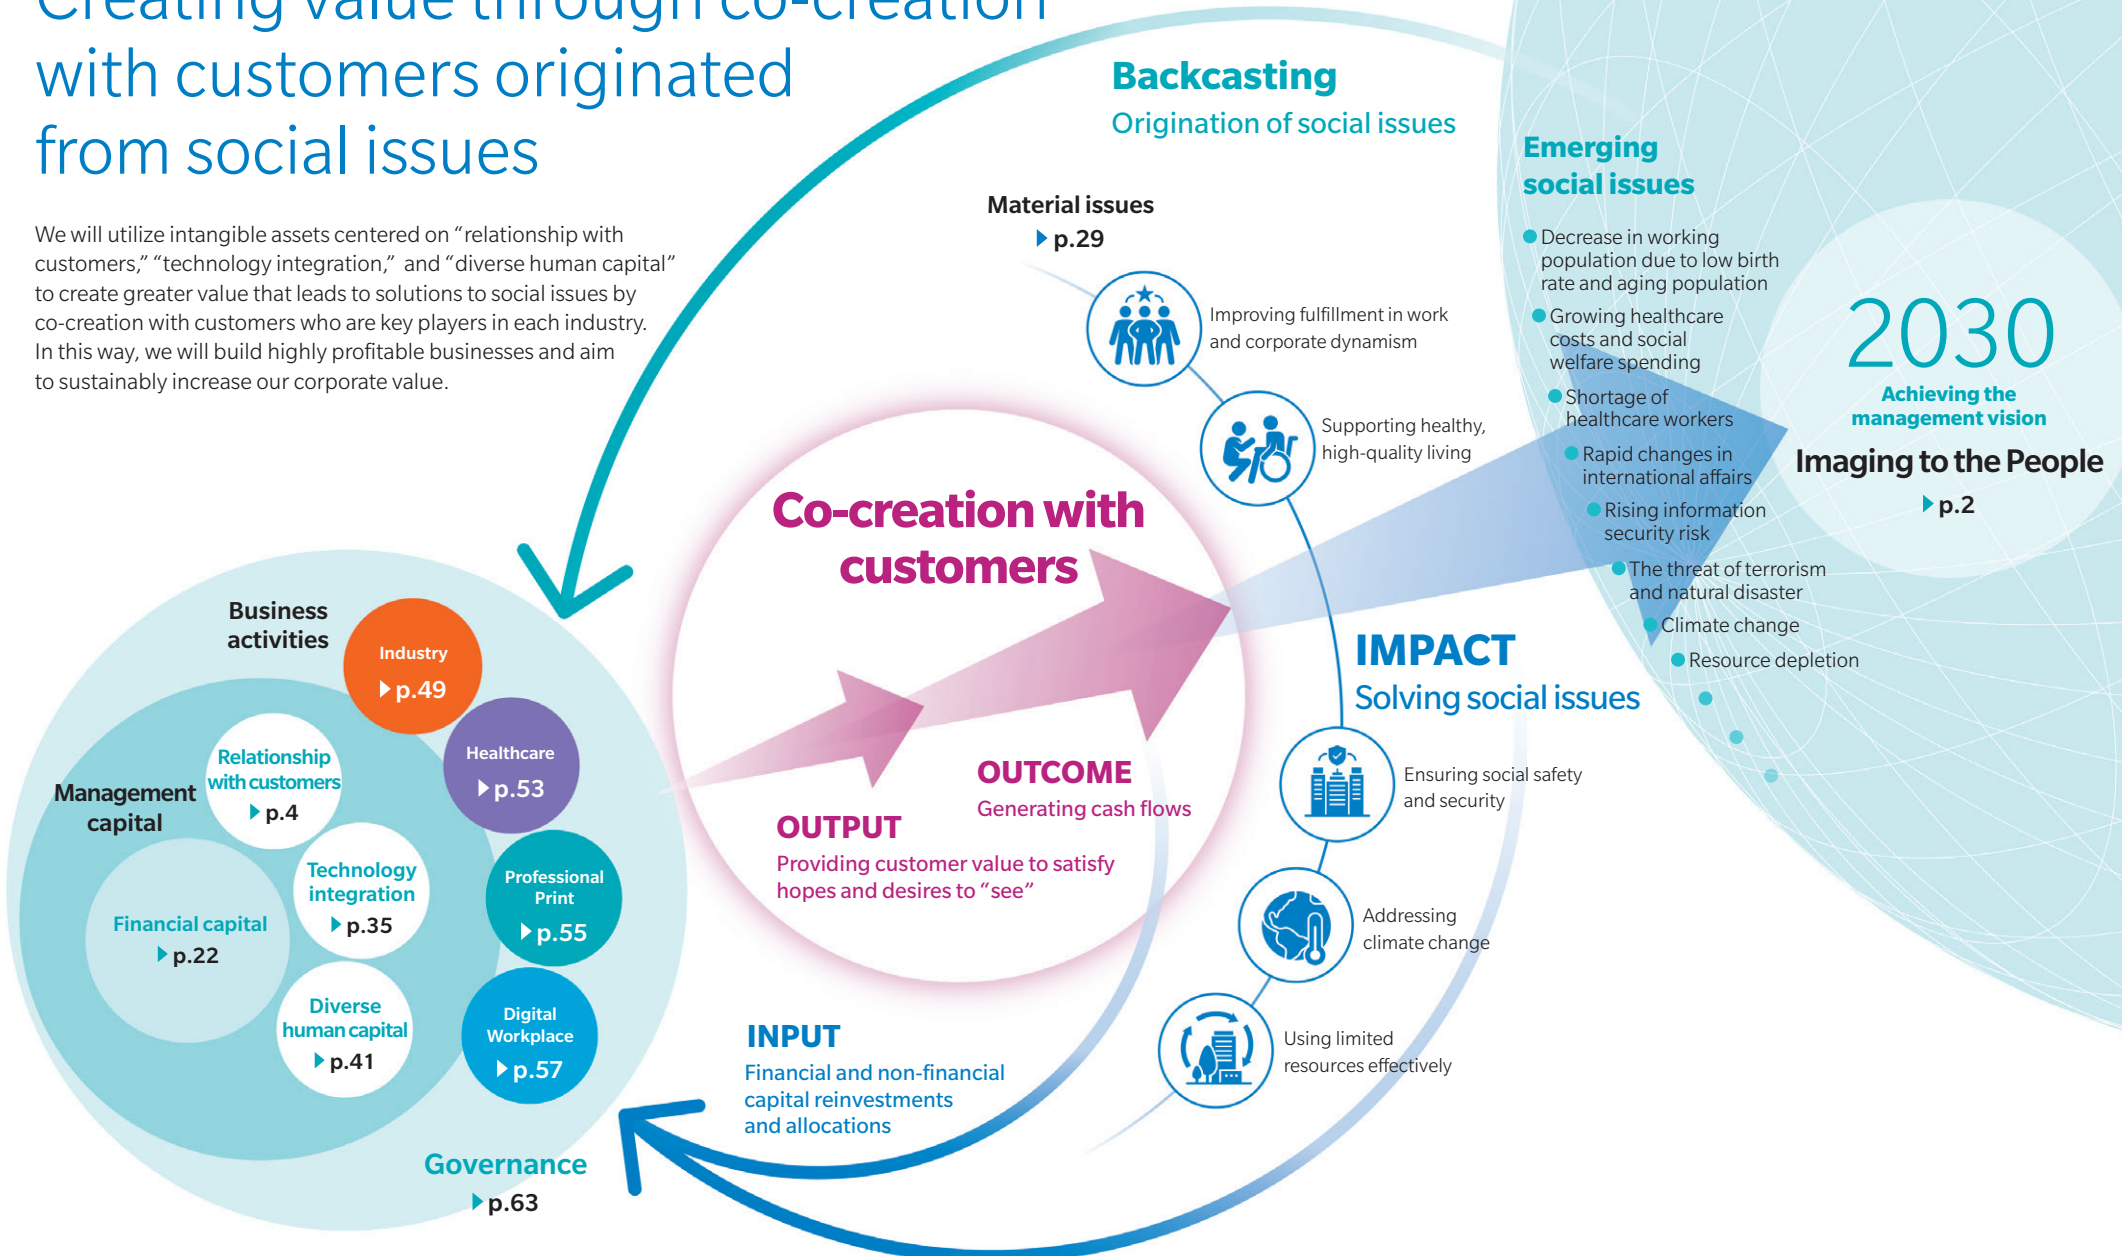 Creating value through co-creation
with customers originated
from social issues
We will utilize intangible assets centered on “relationship with
customers,” “technology integration,” and “diverse human capital”
to create greater value that leads to solutions to social issues by
co-creation with customers who are key players in each industry.
In this way, we will build highly profitable businesses and aim
to sustainably increase our corporate value.
Backcasting
Origination of social issues
Material issues
p.29
Improving fulfillment in work
and corporate dynamism
Supporting healthy,
high-quality living
Emerging
social issues
Decrease in working
population due to low birth
rate and aging population
Growing healthcare
costs and social
welfare spending
Shortage of
healthcare workers
Rapid changes in
international affairs
Rising information
security risk
The threat of terrorism
and natural disaster
Climate change
Resource depletion
2030
Achieving the
management vision
Imaging to the People
p.2
Co-creation with
customers
OUTPUT
Providing customer value to satisfy
hopes and desires to “see”
OUTCOME
Generating cash flows
IMPACT
Solving social issues
Ensuring social safety
and security
Addressing
climate change
Using limited
resources effectively
INPUT
Financial and non-financial
capital reinvestments
and allocations
Business
activities
Industry
p.49
Healthcare
p.53
Professional
Print
p.55
Digital
Workplace
p.57
Management
capital
Relationship
with customers
p.4
Technology
integration
p.35
Financial capital
p.22
Diverse
human capital
p.41
Governance
p.63